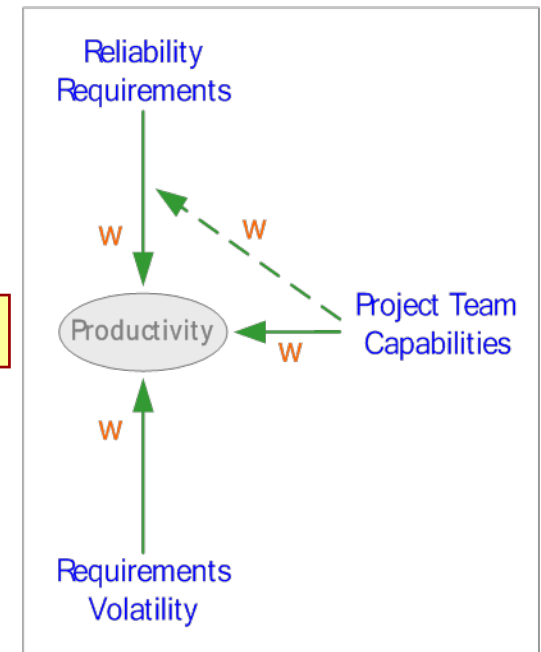 Reliability
Requirements
W
W
Productivity
W
Project Team
Capabilities
W
Requirements
Volatility